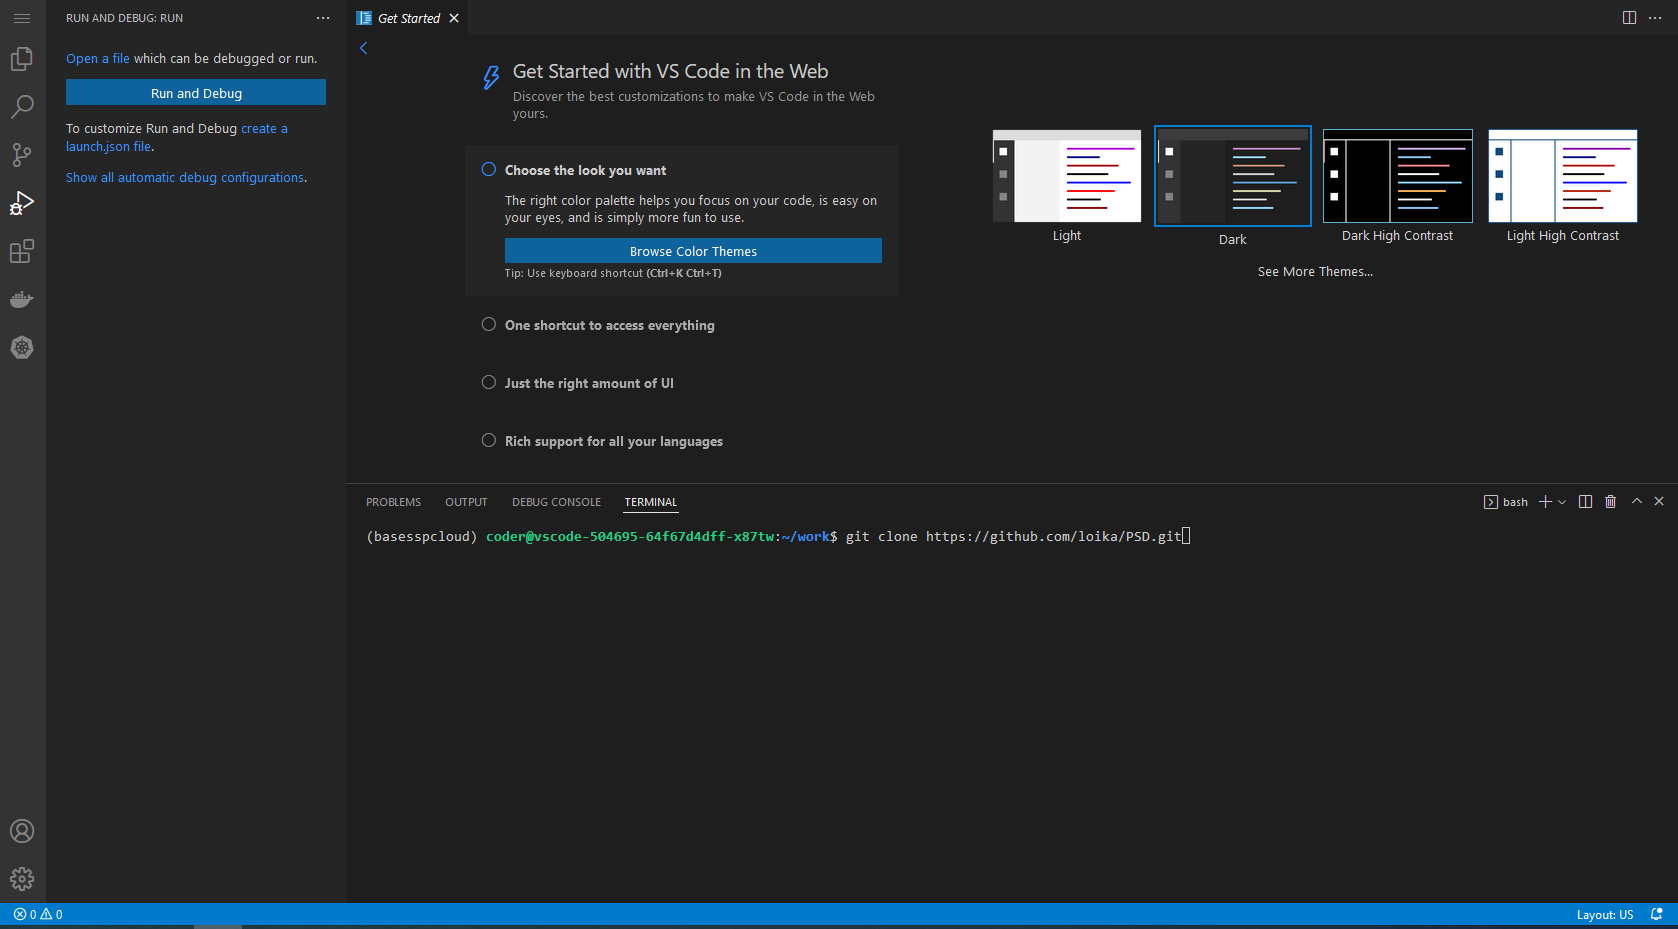 RUN AND DEBUG: RUN
Open a file which can be debugged or run.
Run and Debug
To customize Run and Debug create a
launch.json file.
Show all automatic debug configurations.
Get Started
Get Started with VS Code in the Web
Discover the best customizations to make VS Code in the Web
yours.
Choose the look you want
The right color palette helps you focus on your code, is easy on
your eyes, and is simply more fun to use.
Browse Color Themes
Tip: Use keyboard shortcut (Ctrl+K Ctrl+T)
One shortcut to access everything
Just the right amount of UI
Rich support for all your languages
Light
Dark
Dark High Contrast
Light High Contrast
See More Themes...
PROBLEMS
OUTPUT
DEBUG CONSOLE
TERMINAL
bash
(basesspcloud) coder@vscode-504695-64f67d4dff-x87tw:~/work$ git clone https://github.com/loika/PSD.git
0 0
Layout: US